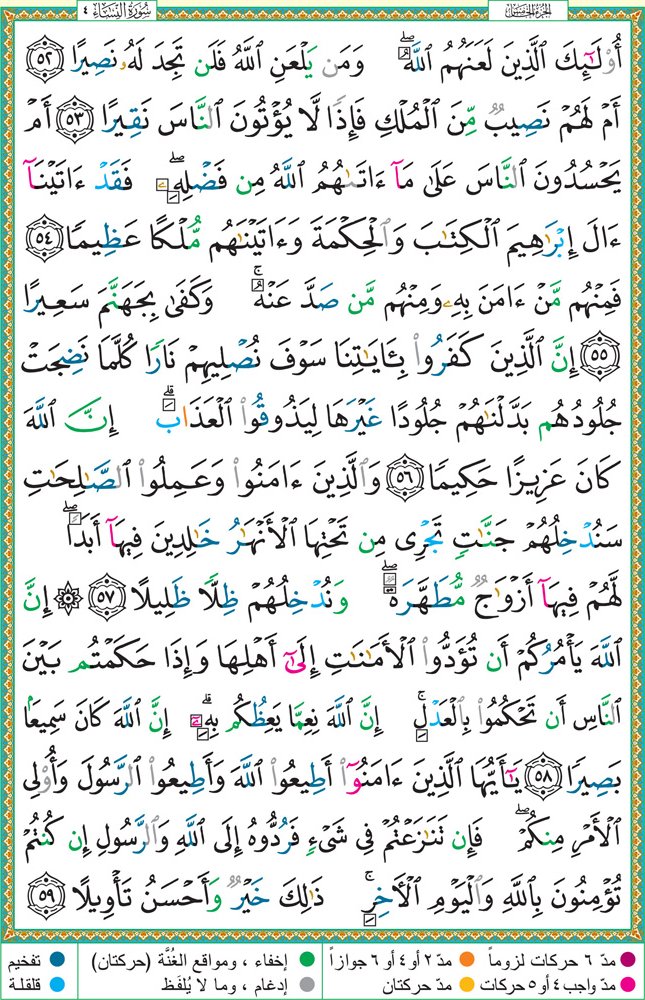 سُورَةُ النِّسَاء ٤
الجزء الخامس
أُوْلَـٰٓئِكَ ٱلَّذِينَ لَعَنَهُمُ ٱللَّهُۖ وَمَن يَلْعَنِ ٱللَّهُ فَلَن تَجِدَ لَهُۥ نَصِيرًا ٥٢
أَمْ لَهُمْ نَصِيبٌ مِّنَ ٱلْمُلْكِ فَإِذًا لَّا يُؤْتُونَ ٱلنَّاسَ نَقِيرًا ٥٣ أَمْ
يَحْسُدُونَ ٱلنَّاسَ عَلَىٰ مَآ ءَاتَىٰهُمُ ٱللَّهُ مِن فَضْلِهِۦۖ فَقَدْ ءَاتَيْنَآ
ءَالَ إِبْرَٰهِيمَ ٱلْكِتَـٰبَ وَٱلْحِكْمَةَ وَءَاتَيْنَـٰهُم مُّلْكًا عَظِيمًا ٥٤
فَمِنْهُم مَّنْ ءَامَنَ بِهِۦ وَمِنْهُم مَّن صَدَّ عَنْهُۚ وَكَفَىٰ بِجَهَنَّمَ سَعِيرًا
٥٥ إِنَّ ٱلَّذِينَ كَفَرُوا۟ بِـَٔايَـٰتِنَا سَوْفَ نُصْلِيهِمْ نَارًا كُلَّمَا نَضِجَتْ
جُلُودُهُم بَدَّلْنَـٰهُمْ جُلُودًا غَيْرَهَا لِيَذُوقُوا۟ ٱلْعَذَابَۗ إِنَّ ٱللَّهَ
كَانَ عَزِيزًا حَكِيمًا ٥٦ وَٱلَّذِينَ ءَامَنُوا۟ وَعَمِلُوا۟ ٱلصَّـٰلِحَـٰتِ
سَنُدْخِلُهُمْ جَنَّـٰتٍ تَجْرِى مِن تَحْتِهَا ٱلْأَنْهَـٰرُ خَـٰلِدِينَ فِيهَآ أَبَدًاۖ
لَّهُمْ فِيهَآ أَزْوَٰجٌ مُّطَهَّرَةٌۖ وَنُدْخِلُهُمْ ظِلًّا ظَلِيلًا ٥٧ ۞ إِنَّ
ٱللَّهَ يَأْمُرُكُمْ أَن تُؤَدُّوا۟ ٱلْأَمَـٰنَـٰتِ إِلَىٰٓ أَهْلِهَا وَإِذَا حَكَمْتُم بَيْنَ
ٱلنَّاسِ أَن تَحْكُمُوا۟ بِٱلْعَدْلِۚ إِنَّ ٱللَّهَ نِعِمَّا يَعِظُكُم بِهِۦٓۗ إِنَّ ٱللَّهَ كَانَ سَمِيعًۢا
بَصِيرًا ٥٨ يَـٰٓأَيُّهَا ٱلَّذِينَ ءَامَنُوٓا۟ أَطِيعُوا۟ ٱللَّهَ وَأَطِيعُوا۟ ٱلرَّسُولَ وَأُو۟لِى
ٱلْأَمْرِ مِنكُمْۖ فَإِن تَنَـٰزَعْتُمْ فِى شَىْءٍ فَرُدُّوهُ إِلَى ٱللَّهِ وَٱلرَّسُولِ إِن كُنتُمْ
تُؤْمِنُونَ بِٱللَّهِ وَٱلْيَوْمِ ٱلْـَٔاخِرِۚ ذَٰلِكَ خَيْرٌ وَأَحْسَنُ تَأْوِيلًا ٥٩
مدّ ٦ حركات لزوماً مدّ ٢ أو ٤ أو ٦ جوازاً إخفاء ، ومواقع الغُنَّة (حركتان) تفخيم
مدّ واجب ٤ أو ٥ حركات مدّ حركتان إدغام ، وما لا يُلفَظ قلقلة